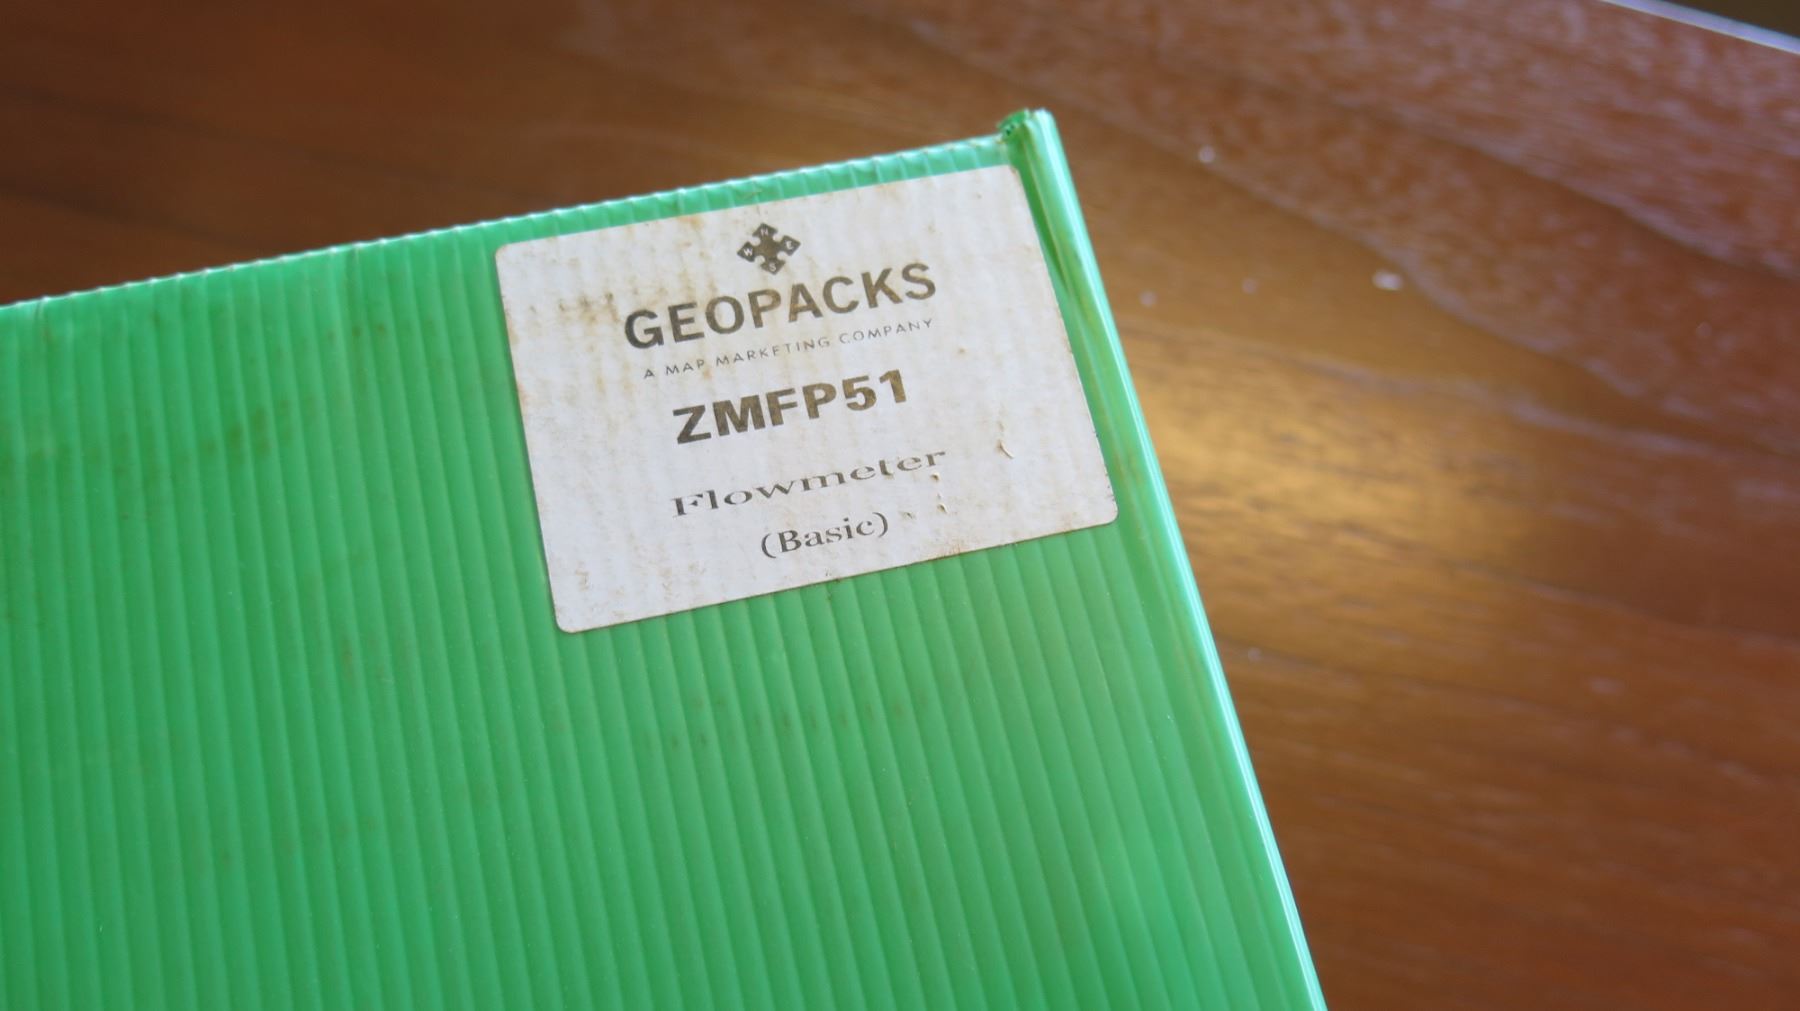 N
W E
S
GEOPACKS
A MAP MARKETING COMPANY
ZMFP51
Flowmeter
(Basic)